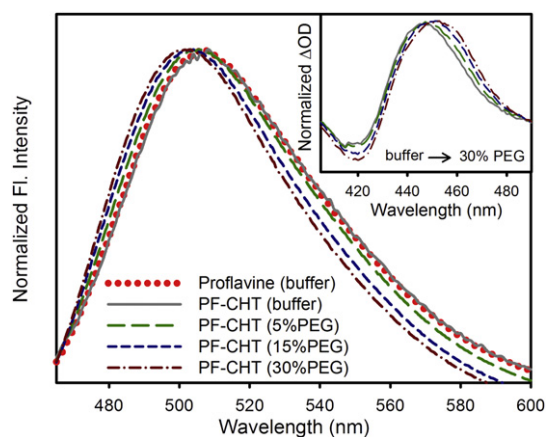 Normalized Fl. Intensity
Normalized ΔOD
buffer → 30% PEG
420 440 460 480
Wavelength (nm)
Proflavine (buffer)
PF-CHT (buffer)
PF-CHT (5%PEG)
PF-CHT (15%PEG)
PF-CHT (30%PEG)
480 500 520 540 560 580 600
Wavelength (nm)